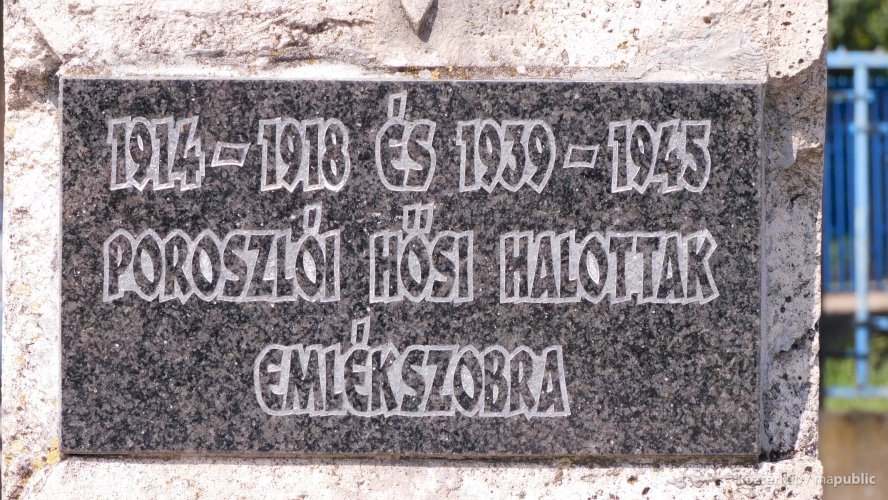 1914 - 1918 ÉS 1939 - 1945
POROSZLÓI HŐSI HALOTTAK
EMLÉKSZOBRA